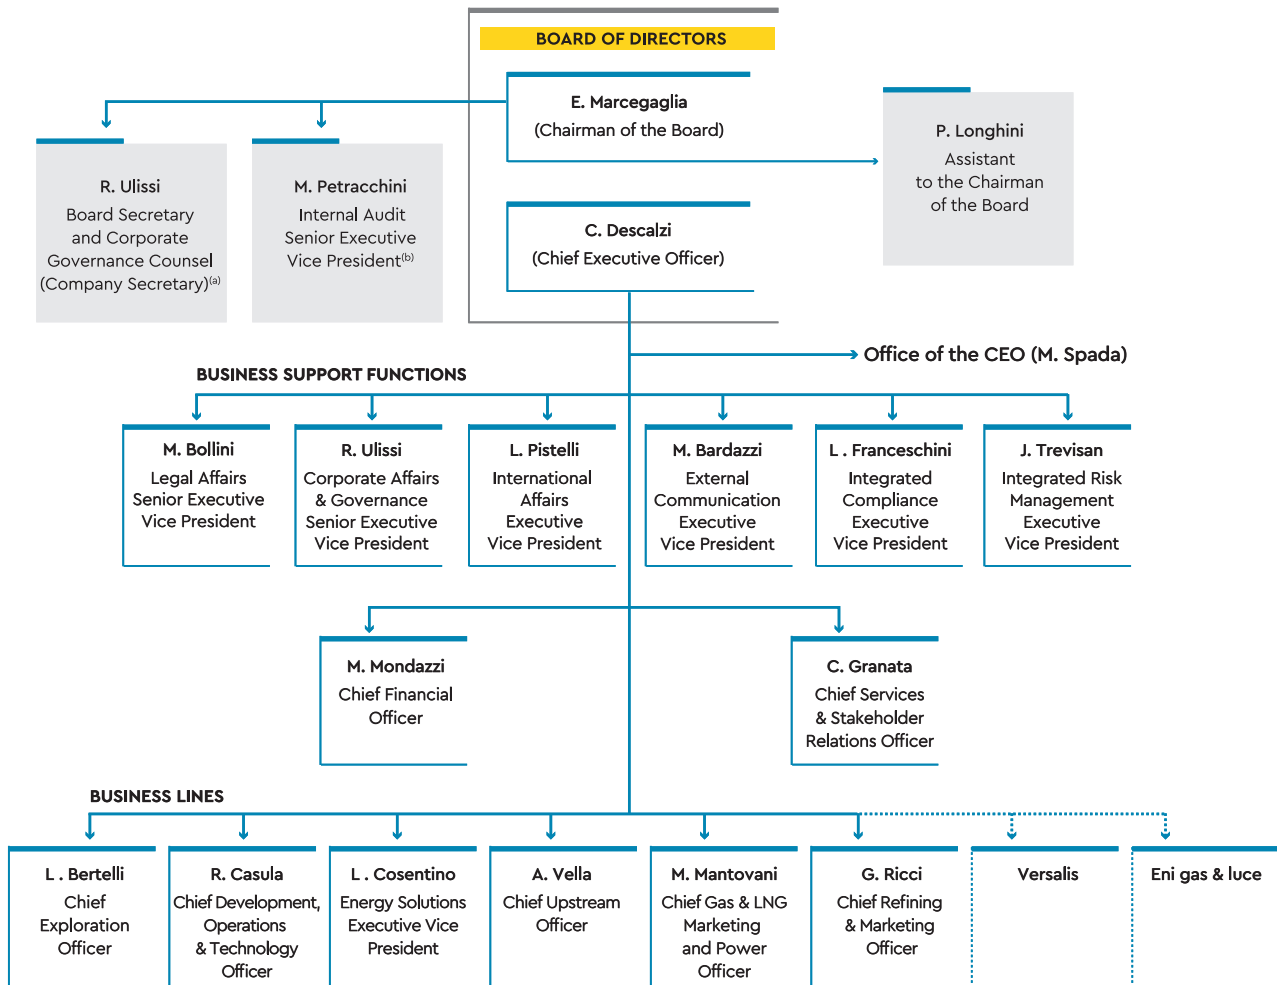 BOARD OF DIRECTORS
E. Marcegaglia
(Chairman of the Board)
P. Longhini
Assistant
to the Chairman
of the Board
R. Ulissi
Board Secretary
and Corporate
Governance Counsel
(Company Secretary)(a)
M. Petracchini
Internal Audit
Senior Executive
Vice President(b)
C. Descalzi
(Chief Executive Officer)
Office of the CEO (M. Spada)
BUSINESS SUPPORT FUNCTIONS
M. Bollini
Legal Affairs
Senior Executive
Vice President
R. Ulissi
Corporate Affairs
& Governance
Senior Executive
Vice President
L. Pistelli
International
Affairs
Executive
Vice President
M. Bardazzi
External
Communication
Executive
Vice President
L . Franceschini
Integrated
Compliance
Executive
Vice President
J. Trevisan
Integrated Risk
Management
Executive
Vice President
M. Mondazzi
Chief Financial
Officer
C. Granata
Chief Services
& Stakeholder
Relations Officer
BUSINESS LINES
L . Bertelli
Chief
Exploration
Officer
R. Casula
Chief Development,
Operations
& Technology
Officer
L . Cosentino
Energy Solutions
Executive Vice
President
A. Vella
Chief Upstream
Officer
M. Mantovani
Chief Gas & LNG
Marketing
and Power
Officer
G. Ricci
Chief Refining
& Marketing
Officer
Versalis
Eni gas & luce